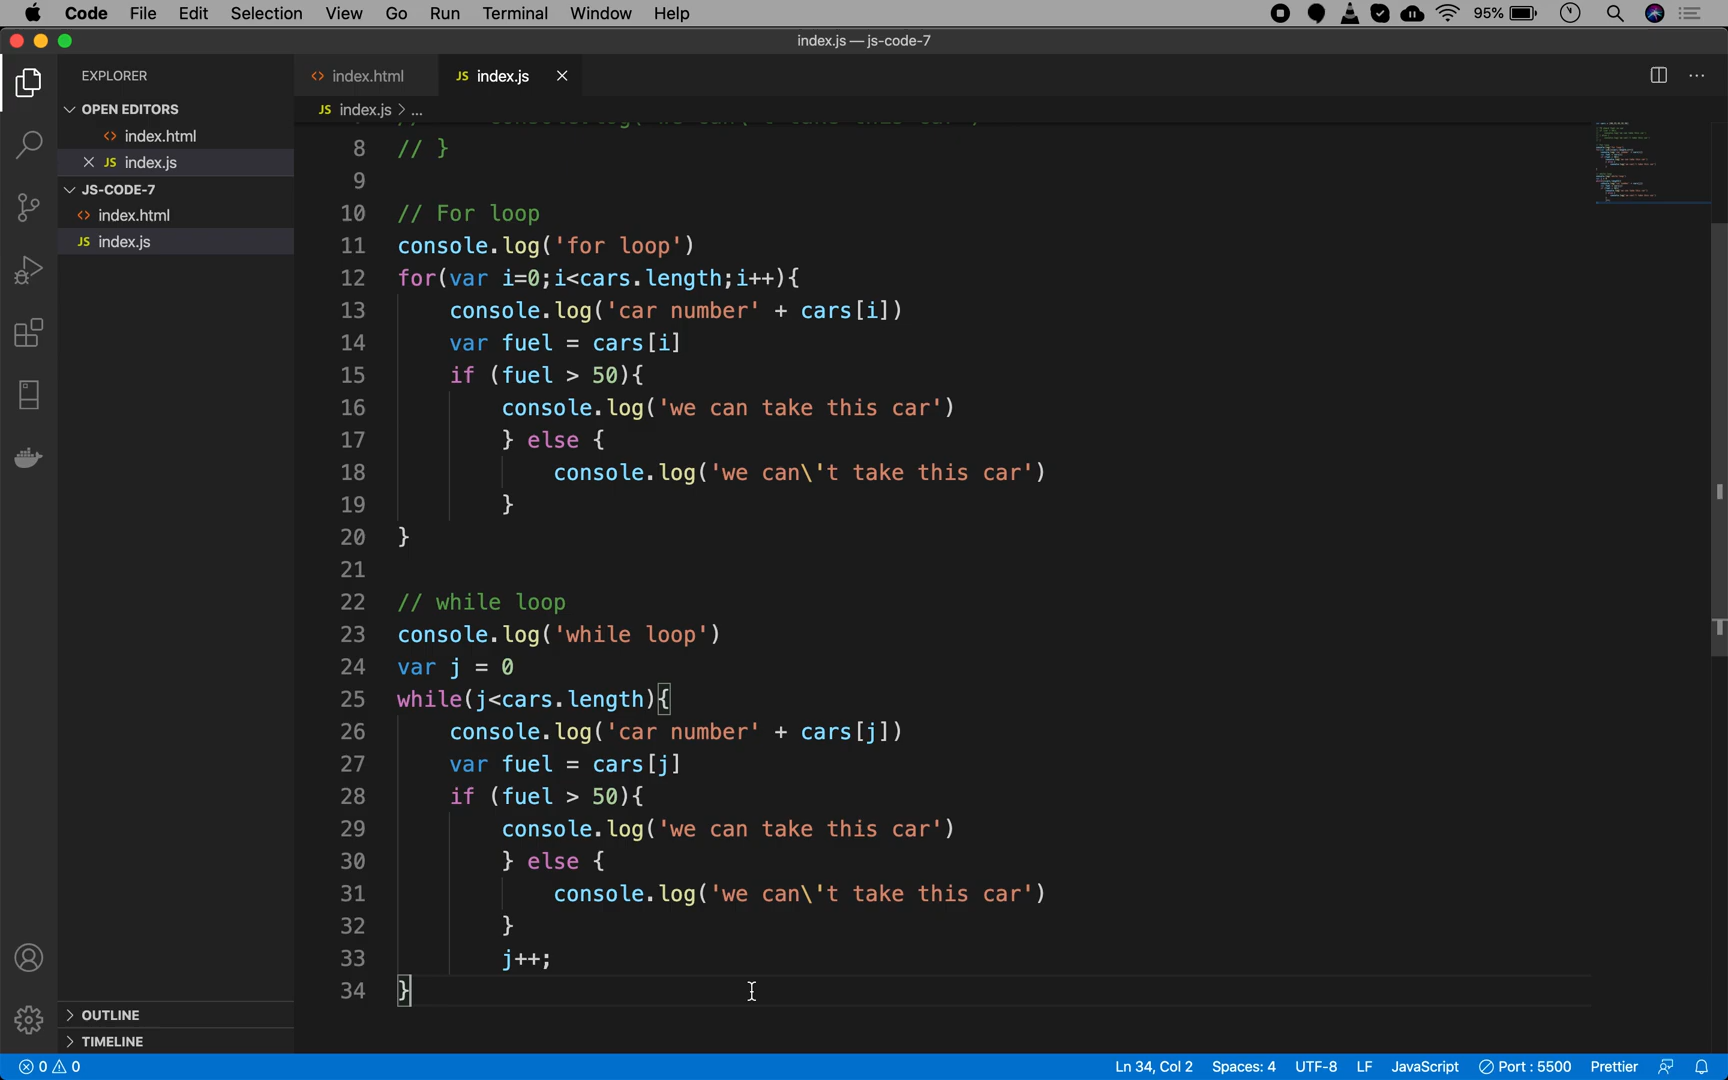 Code File Edit Selection View Go Run Terminal Window Help 95%
index.js — js-code-7
EXPLORER
OPEN EDITORS
<> index.html
JS index.js
JS-CODE-7
<> index.html
JS index.js
OUTLINE
TIMELINE
<> index.html JS index.js
JS index.js > ...
8 // }
9
10 // For loop
11 console.log('for loop')
12 for(var i=0;i<cars.length;i++){
13 console.log('car number' + cars[i])
14 var fuel = cars[i]
15 if (fuel > 50){
16 console.log('we can take this car')
17 } else {
18 console.log('we can\'t take this car')
19 }
20 }
21
22 // while loop
23 console.log('while loop')
24 var j = 0
25 while(j<cars.length){
26 console.log('car number' + cars[j])
27 var fuel = cars[j]
28 if (fuel > 50){
29 console.log('we can take this car')
30 } else {
31 console.log('we can\'t take this car')
32 }
33 j++;
34 }
0 0 Ln 34, Col 2 Spaces: 4 UTF-8 LF JavaScript Port : 5500 Prettier